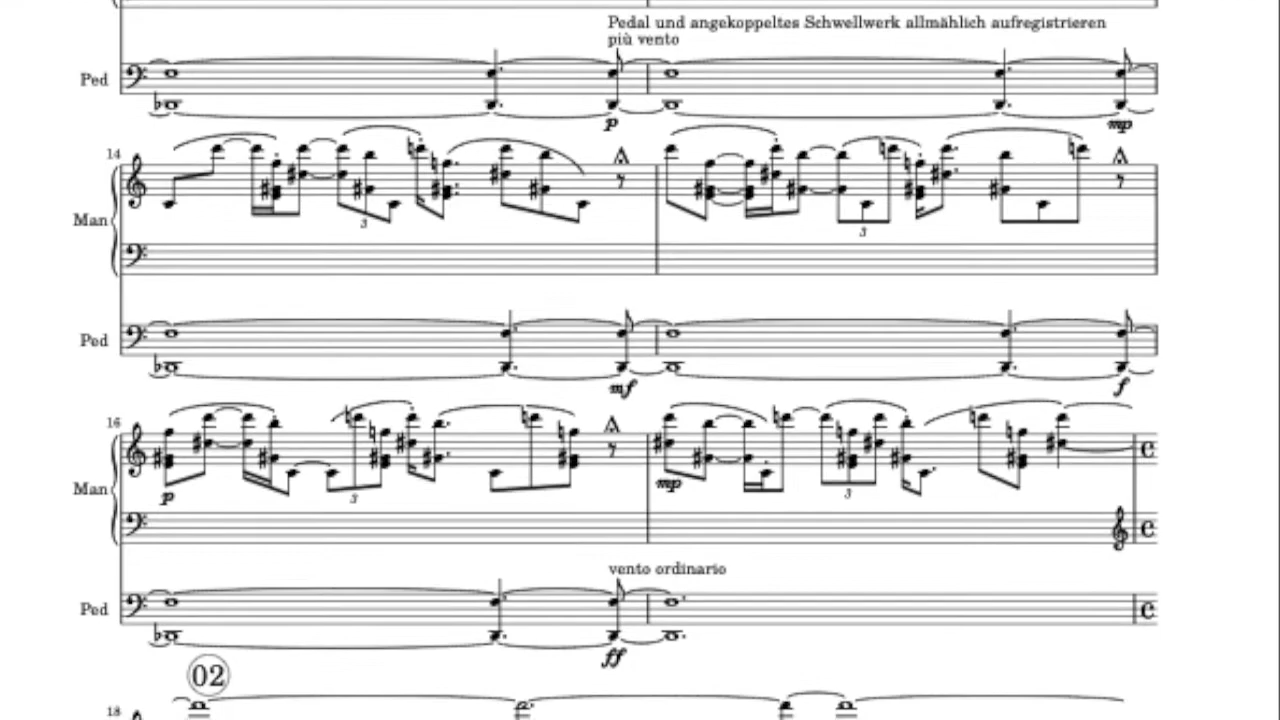 Pedal und angekoppeltes Schwellwerk allmählich aufregistrieren
più vento
Ped
p
mp
14
3
3
Man
Ped
mf
f
16
3
3
Man
p
mp
vento ordinario
Ped
ff
02
18